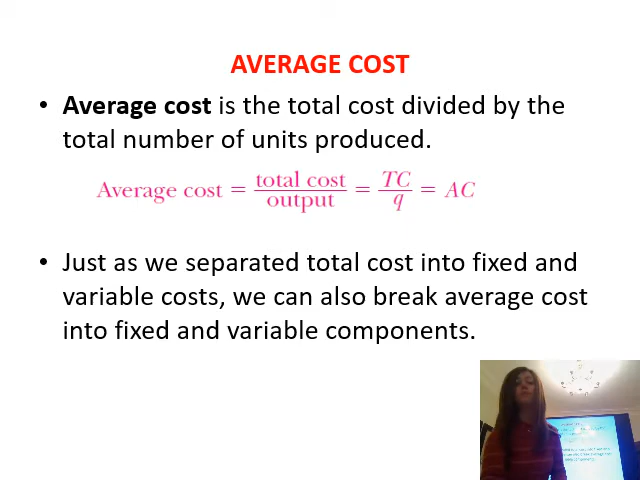 AVERAGE COST
• Average cost is the total cost divided by the
total number of units produced.
Average cost = total cost / output = TC / q = AC
• Just as we separated total cost into fixed and
variable costs, we can also break average cost
into fixed and variable components.